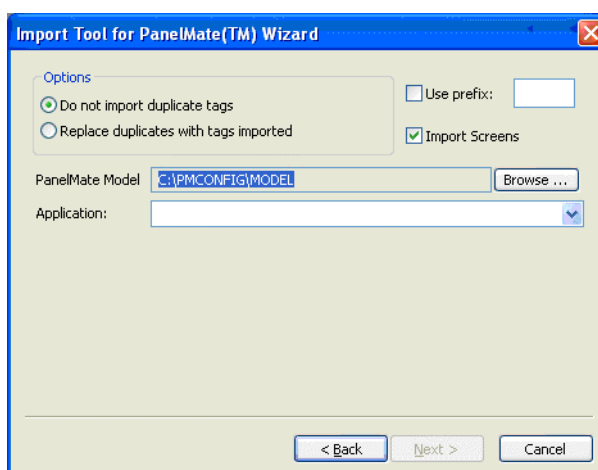 Import Tool for PanelMate(TM) Wizard
Options
Do not import duplicate tags
Replace duplicates with tags imported
Use prefix:
Import Screens
PanelMate Model C:\PMCONFIG\MODEL Browse ...
Application:
< Back Next > Cancel